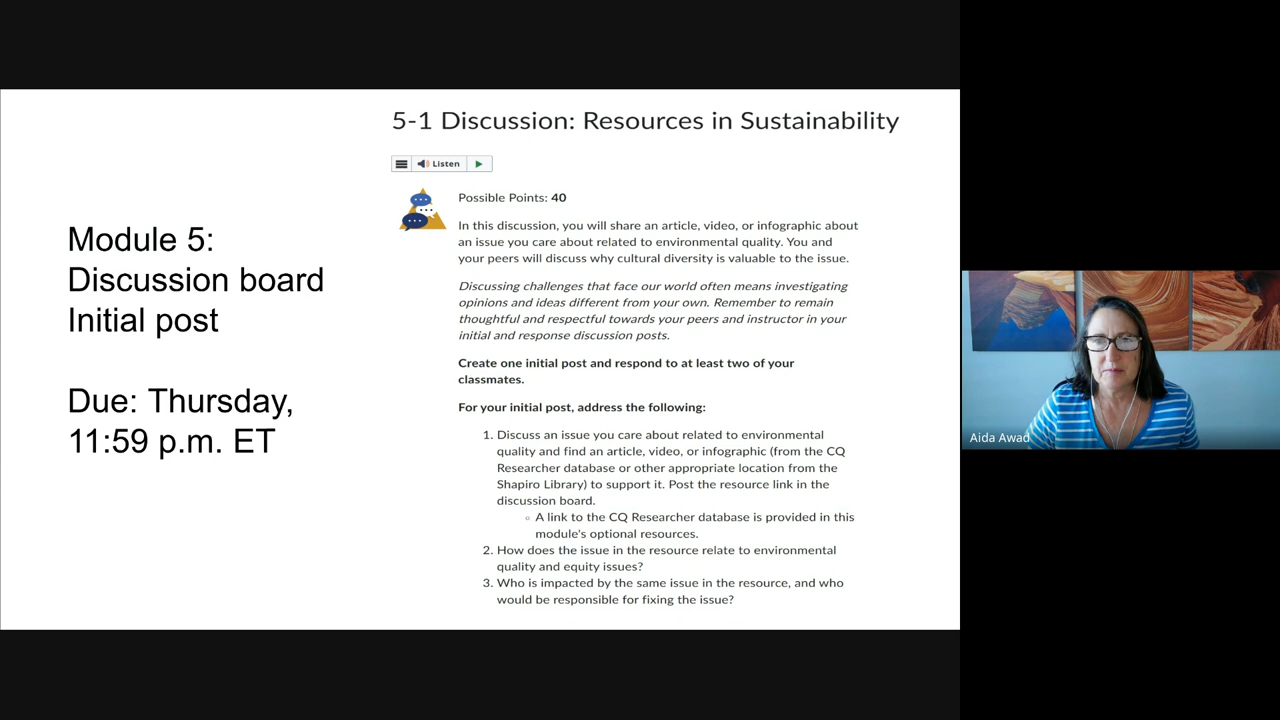 5-1 Discussion: Resources in Sustainability
Listen
Module 5:
Discussion board
Initial post
Due: Thursday,
11:59 p.m. ET
Possible Points: 40
In this discussion, you will share an article, video, or infographic about
an issue you care about related to environmental quality. You and
your peers will discuss why cultural diversity is valuable to the issue.
Discussing challenges that face our world often means investigating
opinions and ideas different from your own. Remember to remain
thoughtful and respectful towards your peers and instructor in your
initial and response discussion posts.
Create one initial post and respond to at least two of your
classmates.
For your initial post, address the following:
1. Discuss an issue you care about related to environmental
quality and find an article, video, or infographic (from the CQ
Researcher database or other appropriate location from the
Shapiro Library) to support it. Post the resource link in the
discussion board.
◦ A link to the CQ Researcher database is provided in this
module's optional resources.
2. How does the issue in the resource relate to environmental
quality and equity issues?
3. Who is impacted by the same issue in the resource, and who
would be responsible for fixing the issue?
Aida Awad